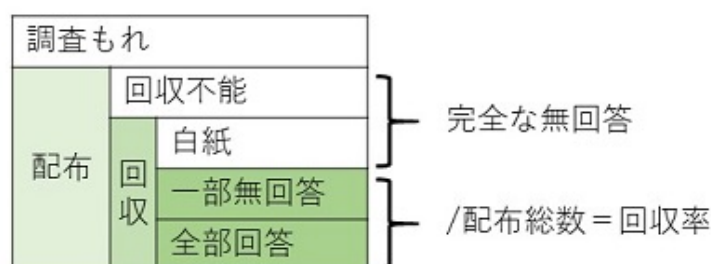 調査もれ
配布
回収不能
回収
白紙
一部無回答
全部回答
完全な無回答
/配布総数＝回収率